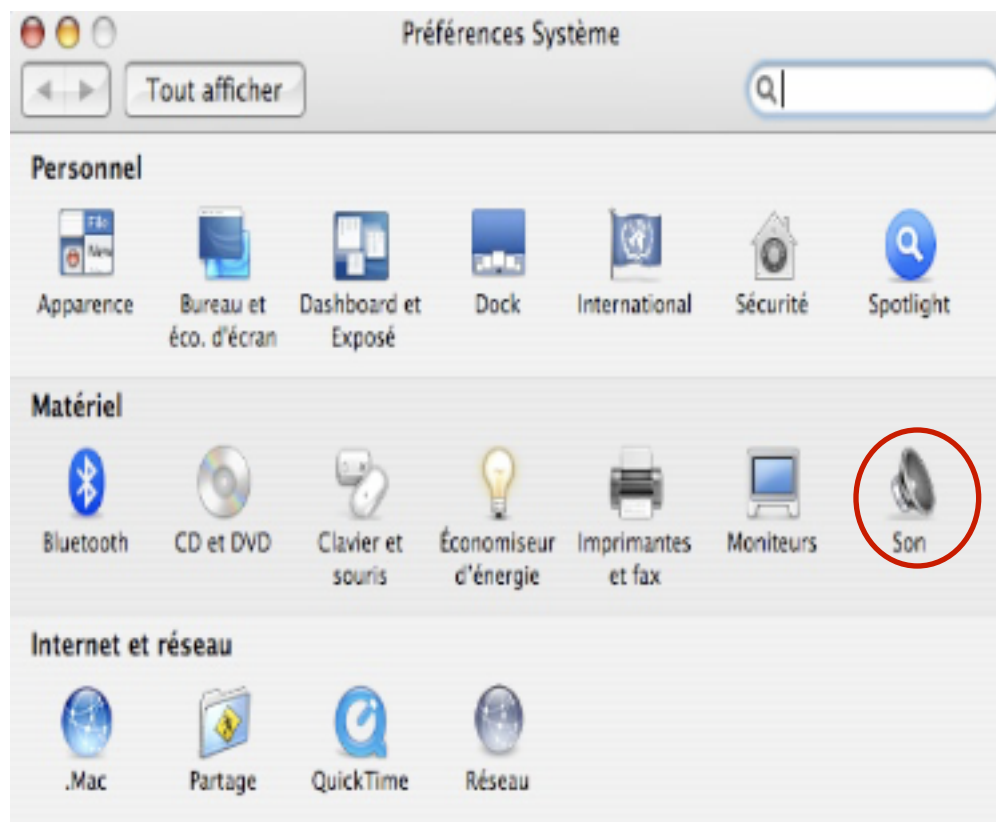 Préférences Système
Tout afficher
Personnel
Apparence
Bureau et
éco. d'écran
Dashboard et
Exposé
Dock
International
Sécurité
Spotlight
Matériel
Bluetooth
CD et DVD
Clavier et
souris
Économiseur
d'énergie
Imprimantes
et fax
Moniteurs
Son
Internet et réseau
.Mac
Partage
QuickTime
Réseau